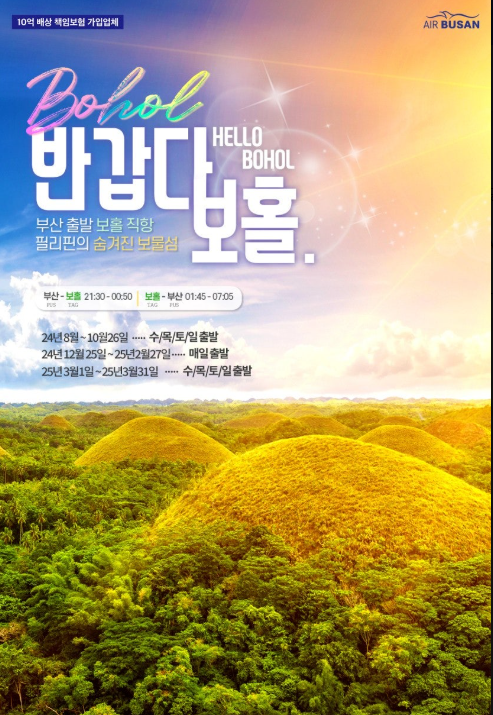 10억 배상 책임보험 가입업체
AIR BUSAN
Bohol
반갑다
HELLO
BOHOL
보홀.
부산 출발 보홀 직항
필리핀의 숨겨진 보물섬
부산 - 보홀 21:30 - 00:50 보홀 - 부산 01:45 - 07:05
PUS TAG TAG PUS
24년 8월 ~ 10월26일 ····· 수/목/토/일 출발
24년 12월 25일 ~ 25년2월27일 ····· 매일 출발
25년 3월1일 ~ 25년3월31일 ····· 수/목/토/일 출발